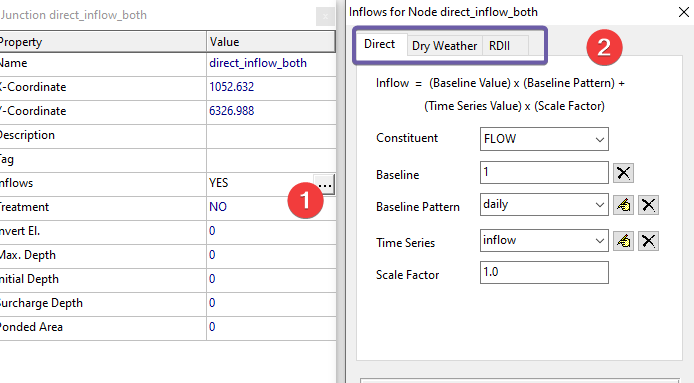 Junction direct_inflow_both
Property Value
Name direct_inflow_both
X-Coordinate 1052.632
Y-Coordinate 6326.988
Description
Tag
Inflows YES ...
1
Treatment NO
Invert El. 0
Max. Depth 0
Initial Depth 0
Surcharge Depth 0
Ponded Area 0
Inflows for Node direct_inflow_both
Direct Dry Weather RDII
2
Inflow = (Baseline Value) x (Baseline Pattern) +
(Time Series Value) x (Scale Factor)
Constituent FLOW
Baseline 1
Baseline Pattern daily
Time Series inflow
Scale Factor 1.0